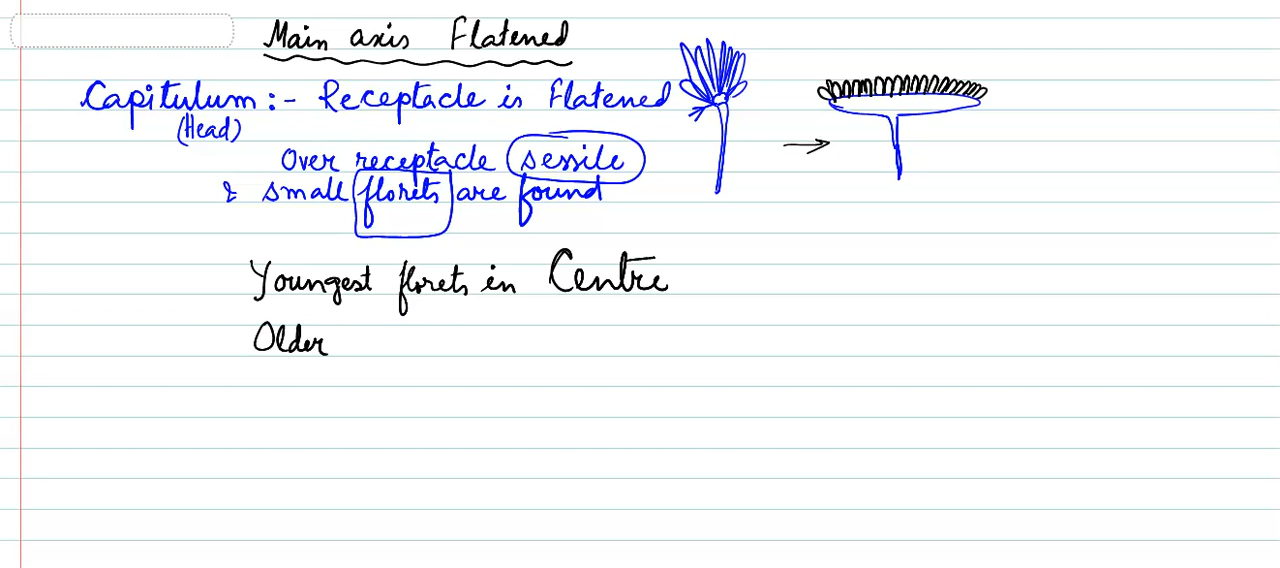 Main axis Flatened
Capitulum :- Receptacle is Flatened
(Head)
Over receptacle sessile
& small florets are found
Youngest florets in Centre
Older